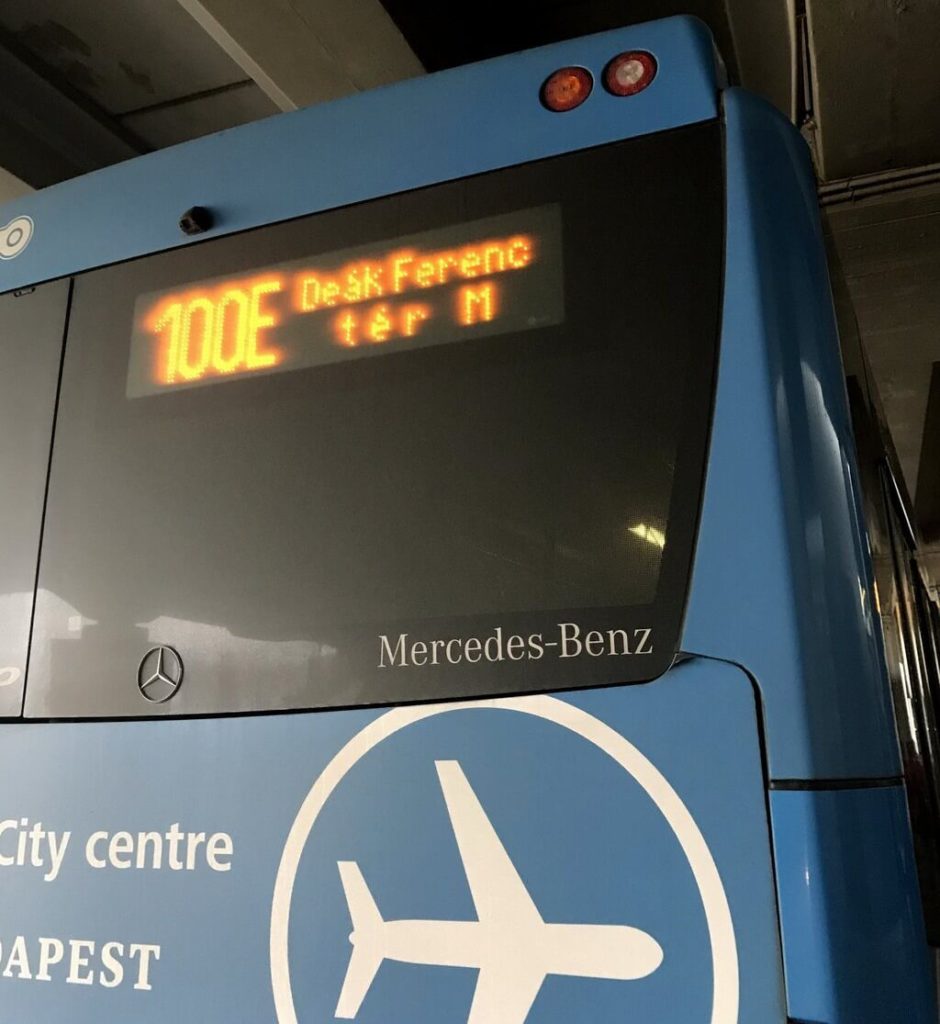 100E Deák Ferenc
tér M
Mercedes-Benz
City centre
DAPEST